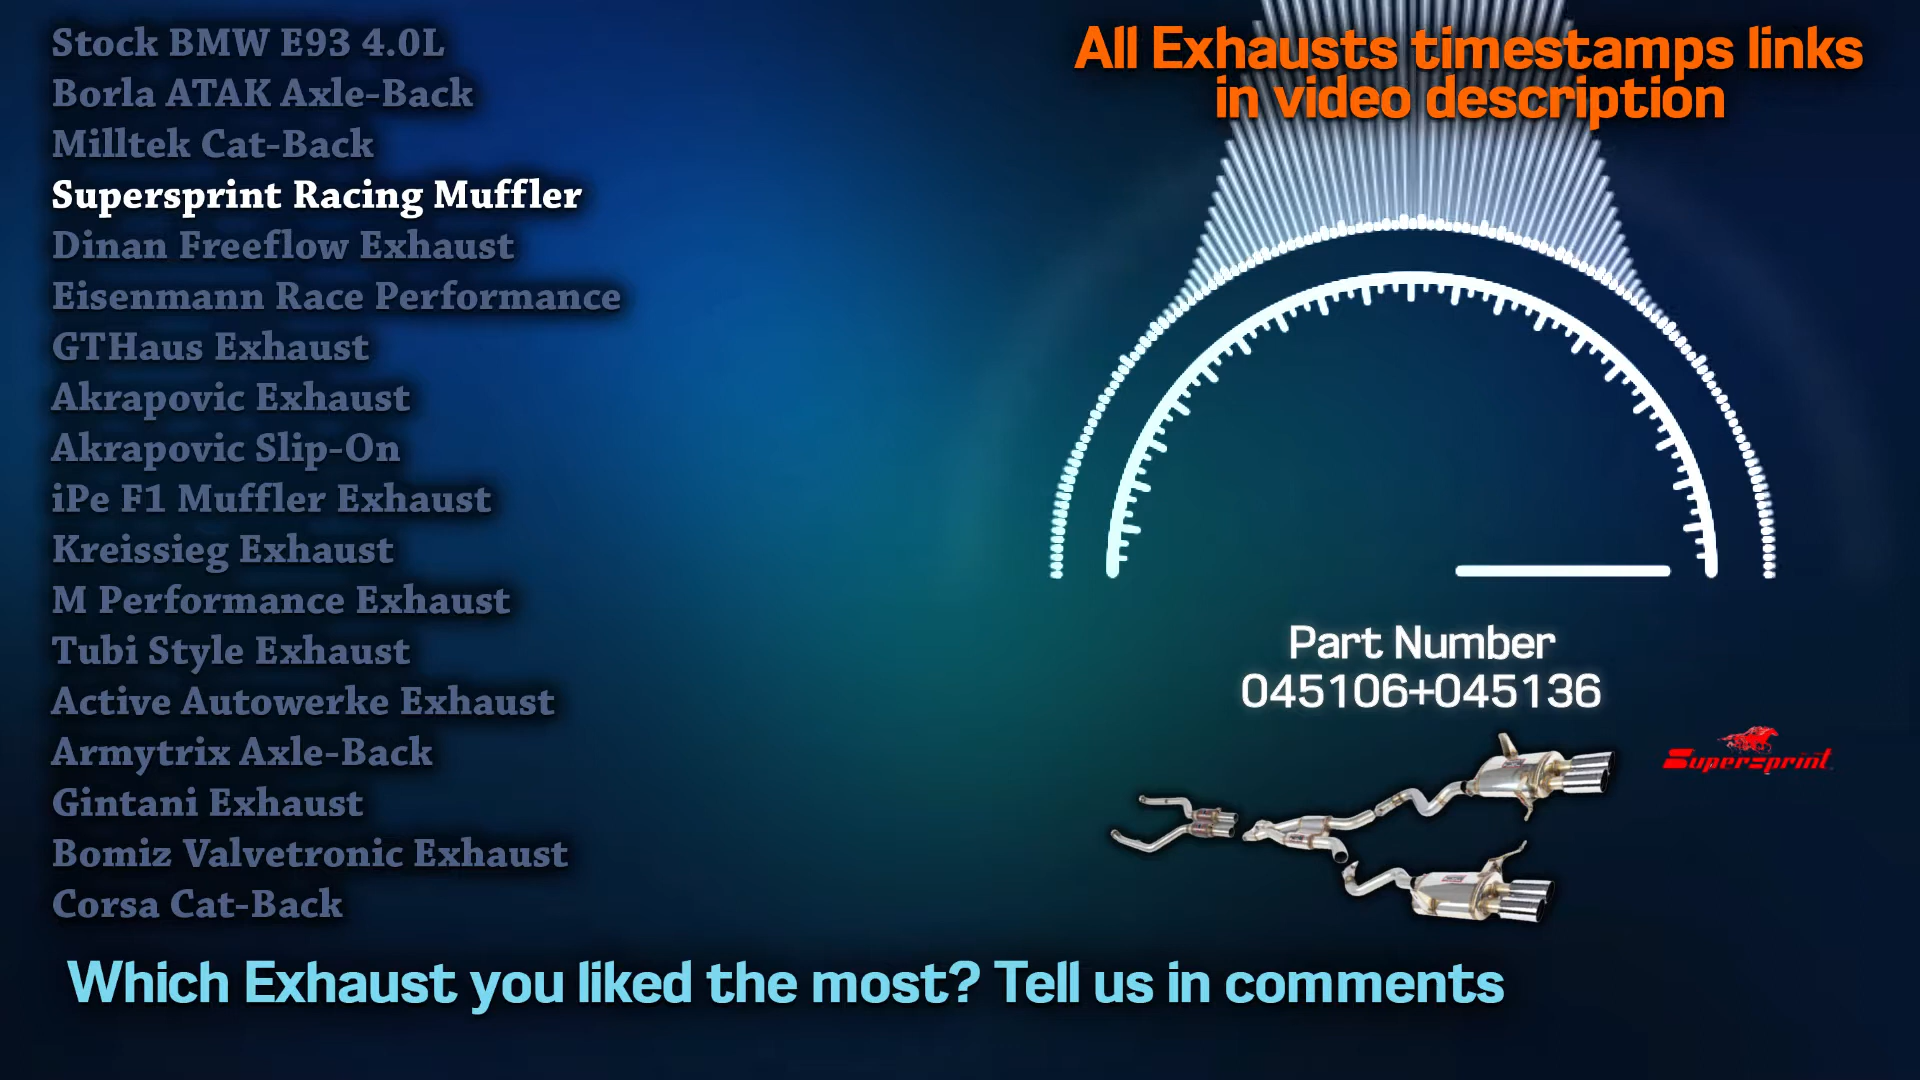 Stock BMW E93 4.0L
Borla ATAK Axle-Back
Milltek Cat-Back
Supersprint Racing Muffler
Dinan Freeflow Exhaust
Eisenmann Race Performance
GTHaus Exhaust
Akrapovic Exhaust
Akrapovic Slip-On
iPe F1 Muffler Exhaust
Kreissieg Exhaust
M Performance Exhaust
Tubi Style Exhaust
Active Autowerke Exhaust
Armytrix Axle-Back
Gintani Exhaust
Bomiz Valvetronic Exhaust
Corsa Cat-Back
All Exhausts timestamps links
in video description
Part Number
045106+045136
Supersprint
Which Exhaust you liked the most? Tell us in comments